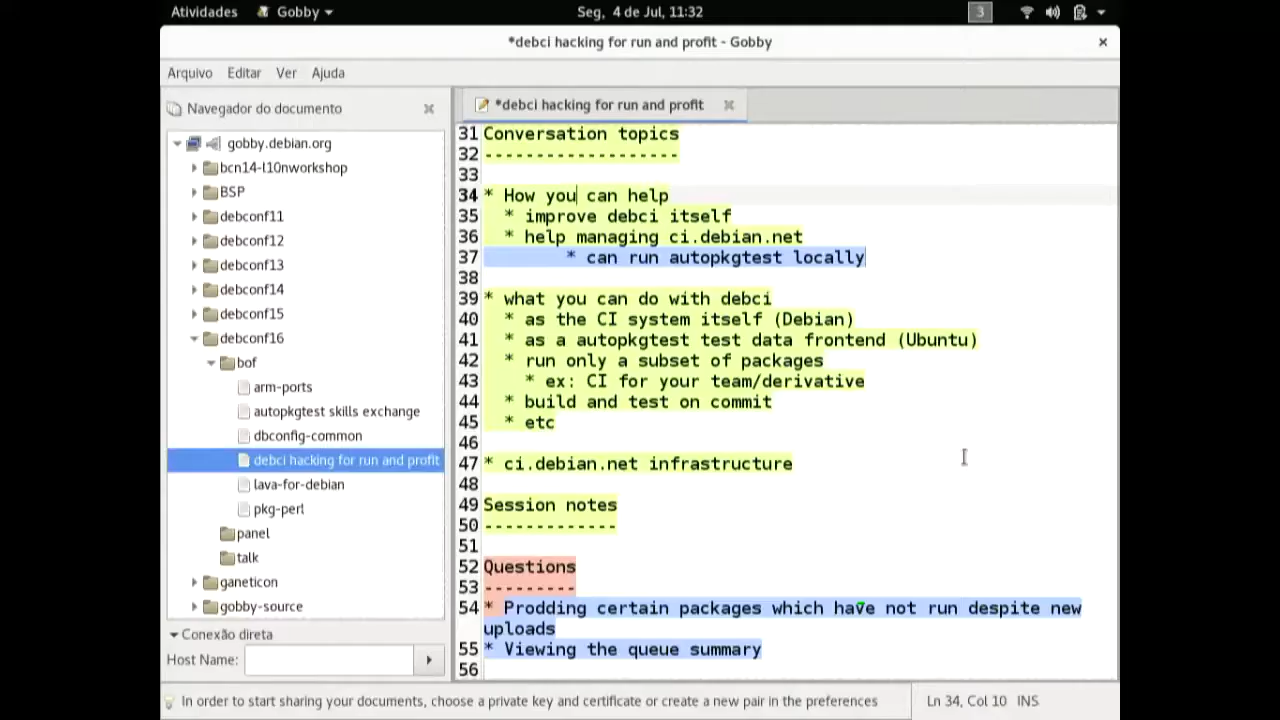 Atividades Gobby Seg, 4 de Jul, 11:32 3
*debci hacking for run and profit - Gobby
Arquivo Editar Ver Ajuda
Navegador do documento
*debci hacking for run and profit
gobby.debian.org
bcn14-l10nworkshop
BSP
debconf11
debconf12
debconf13
debconf14
debconf15
debconf16
bof
arm-ports
autopkgtest skills exchange
dbconfig-common
debci hacking for run and profit
lava-for-debian
pkg-perl
panel
talk
ganeticon
gobby-source
Conexão direta
Host Name:
31 Conversation topics
32 -------------------
33
34 * How you can help
35 * improve debci itself
36 * help managing ci.debian.net
37 * can run autopkgtest locally
38
39 * what you can do with debci
40 * as the CI system itself (Debian)
41 * as a autopkgtest test data frontend (Ubuntu)
42 * run only a subset of packages
43 * ex: CI for your team/derivative
44 * build and test on commit
45 * etc
46
47 * ci.debian.net infrastructure
48
49 Session notes
50 -------------
51
52 Questions
53 ---------
54 * Prodding certain packages which have not run despite new
uploads
55 * Viewing the queue summary
56
In order to start sharing your documents, choose a private key and certificate or create a new pair in the preferences
Ln 34, Col 10 INS